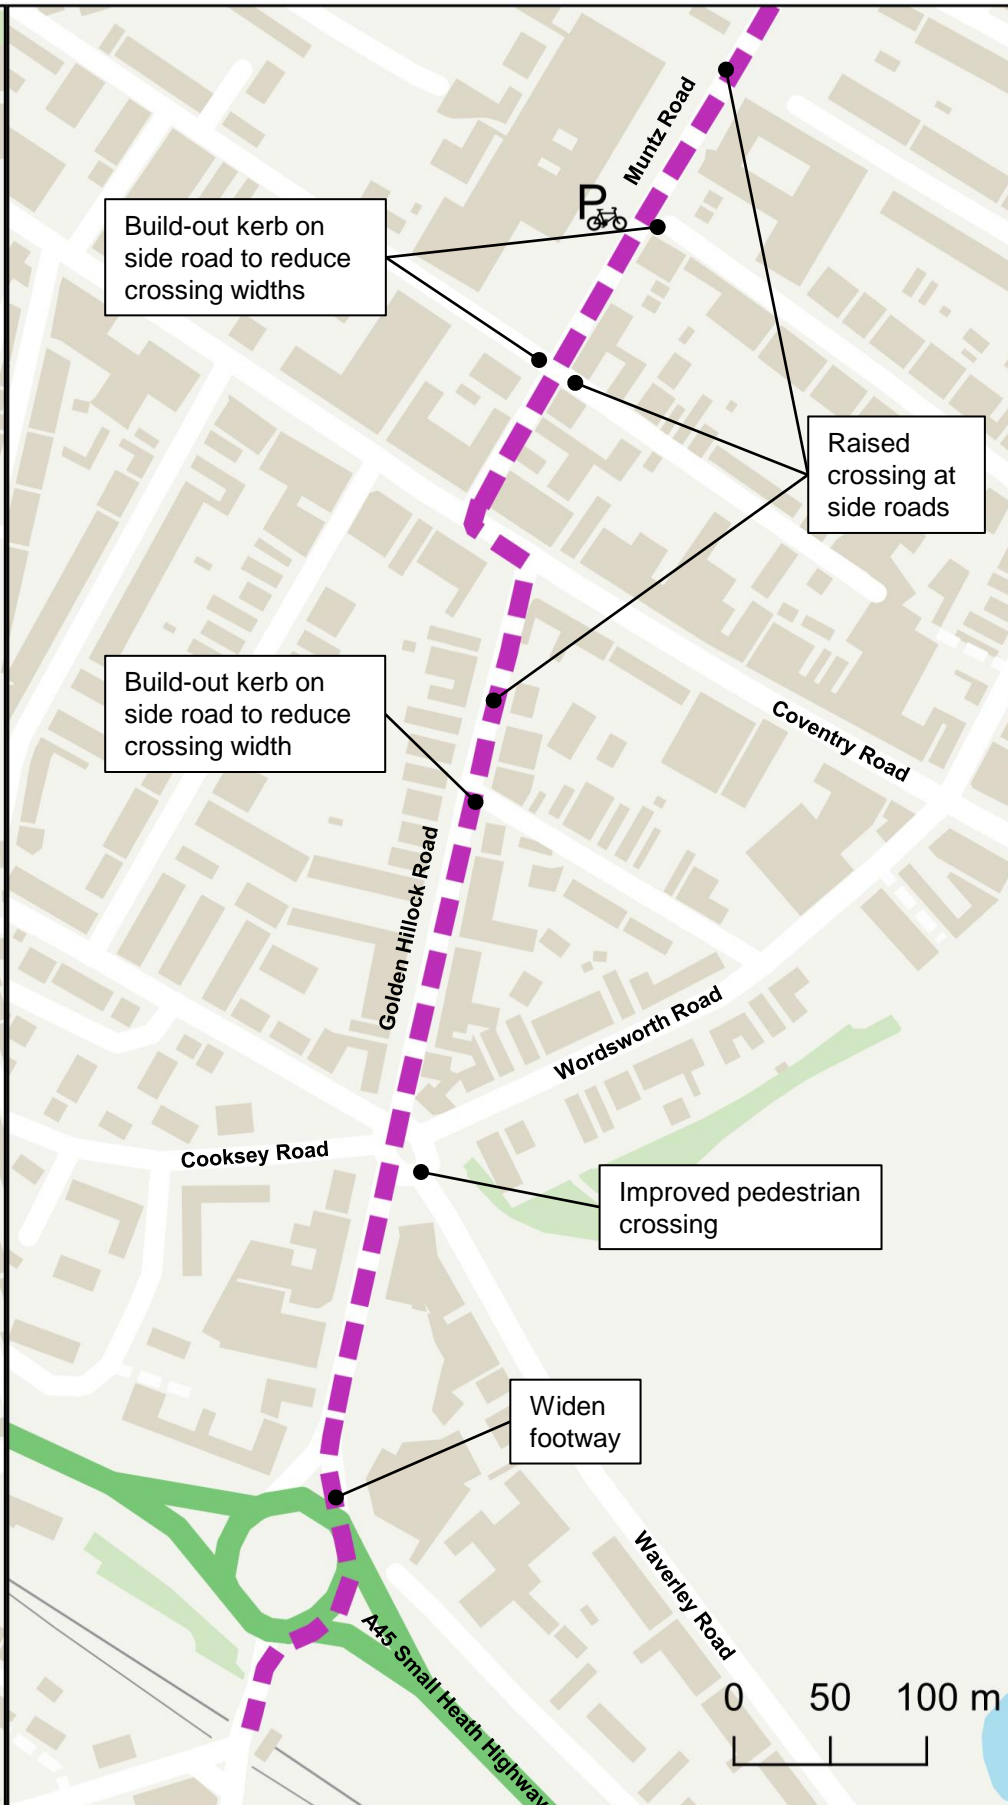 Muntz Road
P
Build-out kerb on
side road to reduce
crossing widths
Raised
crossing at
side roads
Build-out kerb on
side road to reduce
crossing width
Coventry Road
Golden Hillock Road
Wordsworth Road
Cooksey Road
Improved pedestrian
crossing
Widen
footway
Waverley Road
A45 Small Heath Highway
0 50 100 m